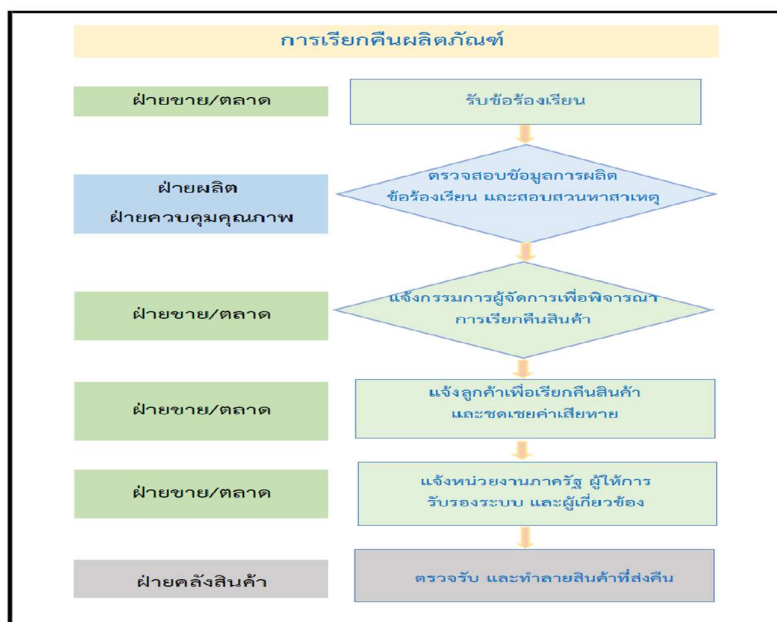 การเรียกคืนผลิตภัณฑ์
ฝ่ายขาย/ตลาด
รับข้อร้องเรียน
ฝ่ายผลิต
ฝ่ายควบคุมคุณภาพ
ตรวจสอบข้อมูลการผลิต
ข้อร้องเรียน และสอบสวนหาสาเหตุ
ฝ่ายขาย/ตลาด
แจ้งกรรมการผู้จัดการเพื่อพิจารณา
การเรียกคืนสินค้า
ฝ่ายขาย/ตลาด
แจ้งลูกค้าเพื่อเรียกคืนสินค้า
และชดเชยค่าเสียหาย
ฝ่ายขาย/ตลาด
แจ้งหน่วยงานภาครัฐ ผู้ให้การ
รับรองระบบ และผู้เกี่ยวข้อง
ฝ่ายคลังสินค้า
ตรวจรับ และทำลายสินค้าที่ส่งคืน